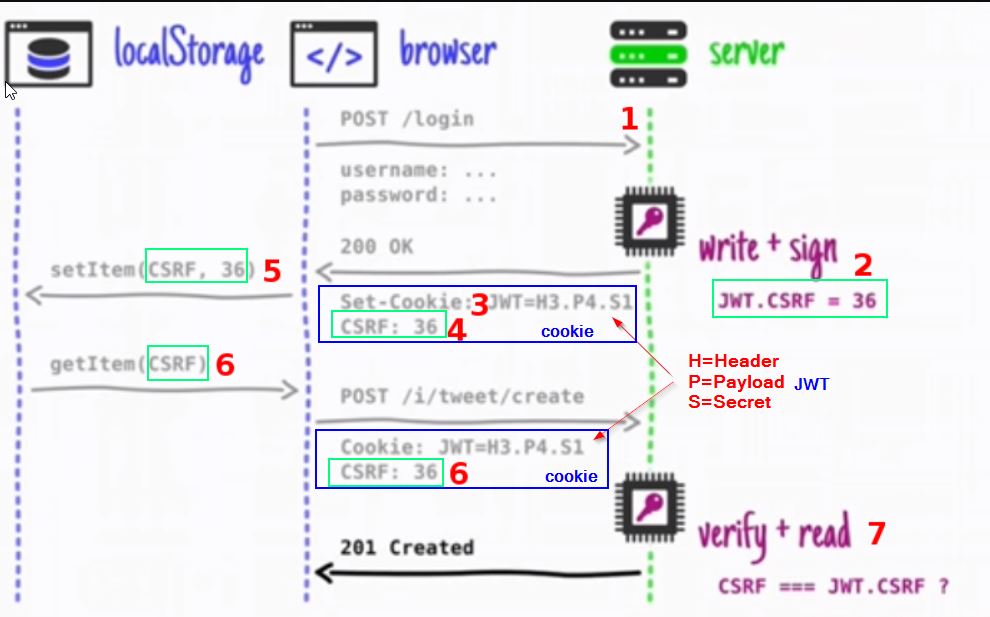 localStorage
browser
server
</>
POST /login
1
username: ...
password: ...
200 OK
write + sign
2
JWT.CSRF = 36
setItem(CSRF, 36)
5
Set-Cookie: JWT=H3.P4.S1
3
CSRF: 36
4
cookie
getItem(CSRF)
6
H=Header
P=Payload
S=Secret
JWT
POST /i/tweet/create
Cookie: JWT=H3.P4.S1
CSRF: 36
6
cookie
verify + read
7
201 Created
CSRF === JWT.CSRF ?